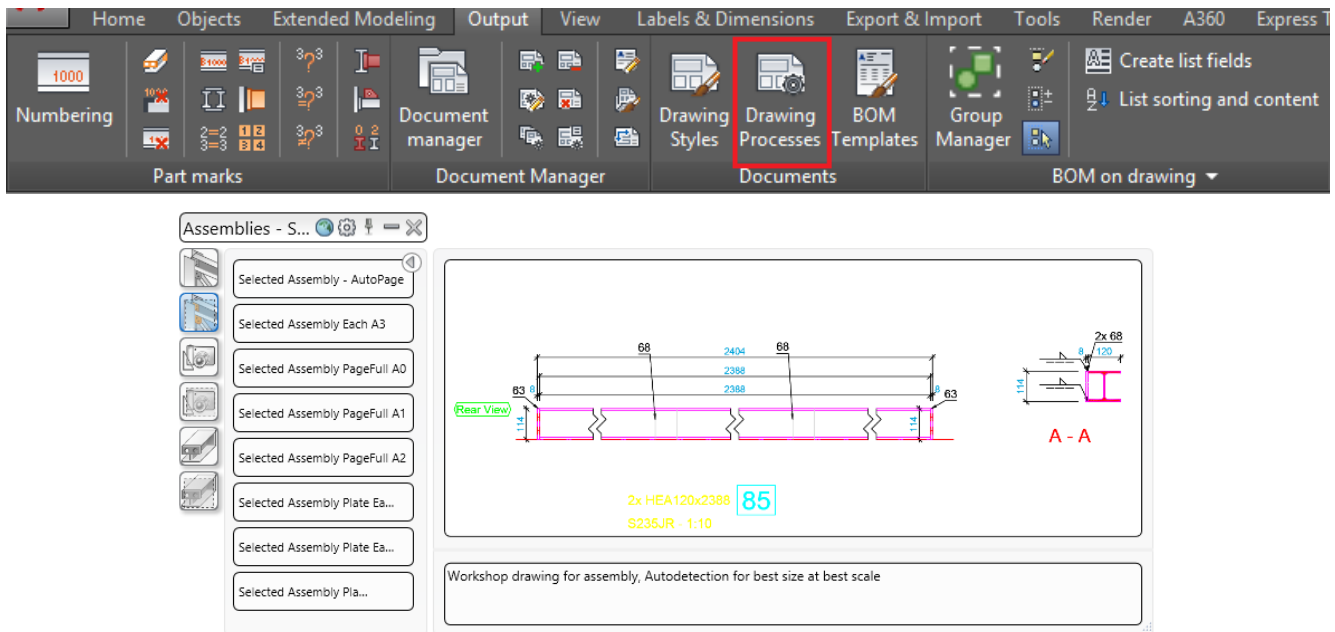 Home Objects Extended Modeling Output View Labels & Dimensions Export & Import Tools Render A360 Express T
1000
Numbering
Document
manager
Drawing
Styles
Drawing
Processes
BOM
Templates
Group
Manager
Create list fields
List sorting and content
Part marks Document Manager Documents BOM on drawing
Assemblies - S...
Selected Assembly - AutoPage
Selected Assembly Each A3
Selected Assembly PageFull A0
Selected Assembly PageFull A1
Selected Assembly PageFull A2
Selected Assembly Plate Ea...
Selected Assembly Plate Ea...
Selected Assembly Pla...
68 2404 68
2388
63 8 2388 8 63
Rear View
114 114
2x 68
8 120
114
A - A
2x HEA120x2388 85
S235JR - 1:10
Workshop drawing for assembly, Autodetection for best size at best scale